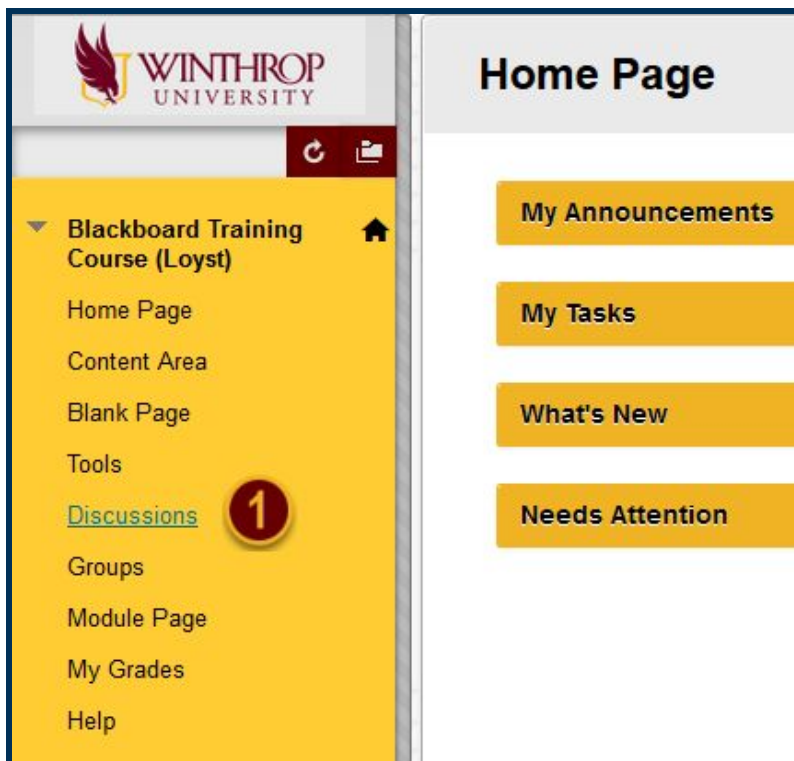 WINTHROP
UNIVERSITY
Blackboard Training
Course (Loyst)
Home Page
Content Area
Blank Page
Tools
Discussions 1
Groups
Module Page
My Grades
Help
Home Page
My Announcements
My Tasks
What's New
Needs Attention